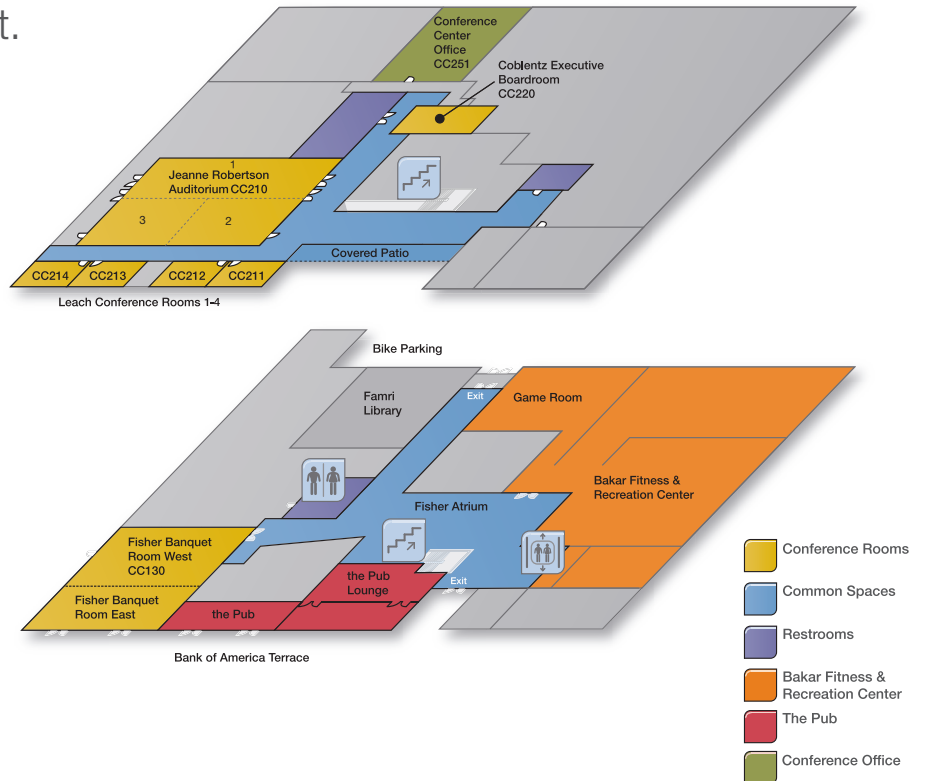 t.
Conference
Center
Office
CC251
Coblentz Executive
Boardroom
CC220
1
Jeanne Robertson
Auditorium CC210
3
2
Covered Patio
CC214
CC213
CC212
CC211
Leach Conference Rooms 1-4
Bike Parking
Famri
Library
Exit
Game Room
Bakar Fitness &
Recreation Center
Fisher Atrium
Fisher Banquet
Room West
CC130
the Pub
Lounge
Exit
Fisher Banquet
Room East
the Pub
Bank of America Terrace
Conference Rooms
Common Spaces
Restrooms
Bakar Fitness &
Recreation Center
The Pub
Conference Office